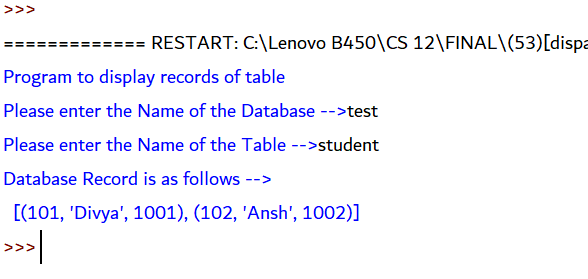 >>>
============= RESTART: C:\Lenovo B450\CS 12\FINAL\(53)[dispa
Program to display records of table
Please enter the Name of the Database -->test
Please enter the Name of the Table -->student
Database Record is as follows -->
[(101, 'Divya', 1001), (102, 'Ansh', 1002)]
>>>